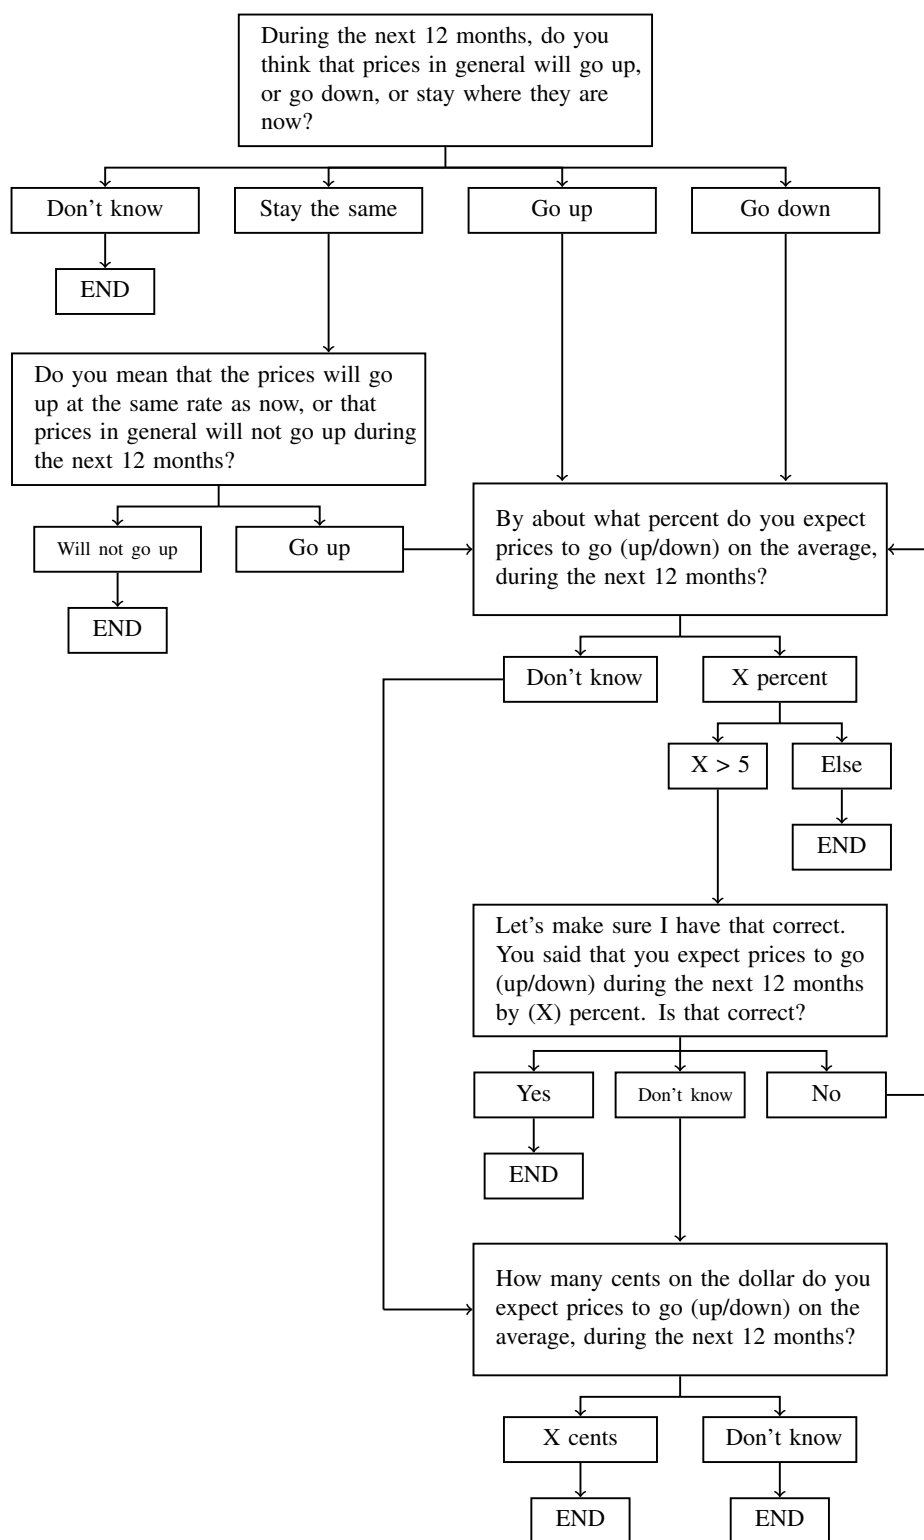 During the next 12 months, do you
think that prices in general will go up,
or go down, or stay where they are
now?
Don't know
Stay the same
Go up
Go down
END
Do you mean that the prices will go
up at the same rate as now, or that
prices in general will not go up during
the next 12 months?
Will not go up
Go up
END
By about what percent do you expect
prices to go (up/down) on the average,
during the next 12 months?
Don't know
X percent
X > 5
Else
END
Let's make sure I have that correct.
You said that you expect prices to go
(up/down) during the next 12 months
by (X) percent. Is that correct?
Yes
Don't know
No
END
How many cents on the dollar do you
expect prices to go (up/down) on the
average, during the next 12 months?
X cents
Don't know
END
END